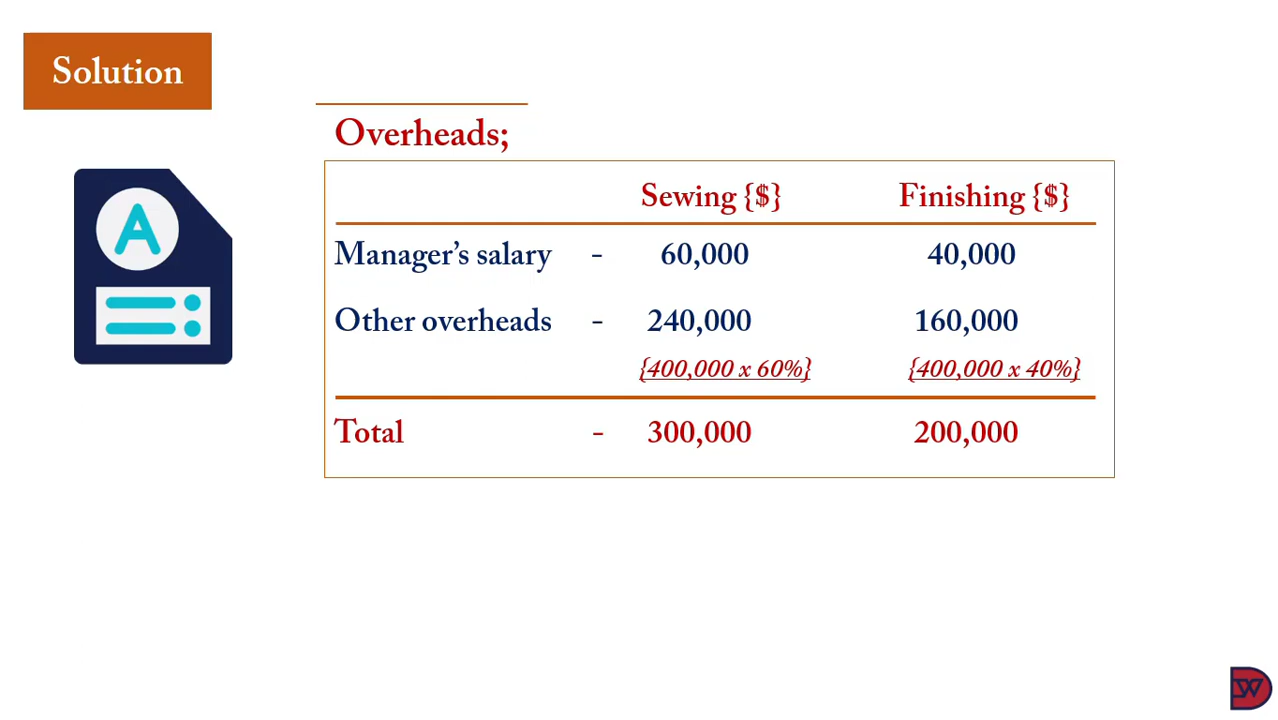 Solution
Overheads;
Sewing {$} Finishing {$}
Manager's salary - 60,000 40,000
Other overheads - 240,000 160,000
{400,000 x 60%} {400,000 x 40%}
Total - 300,000 200,000
A
DW